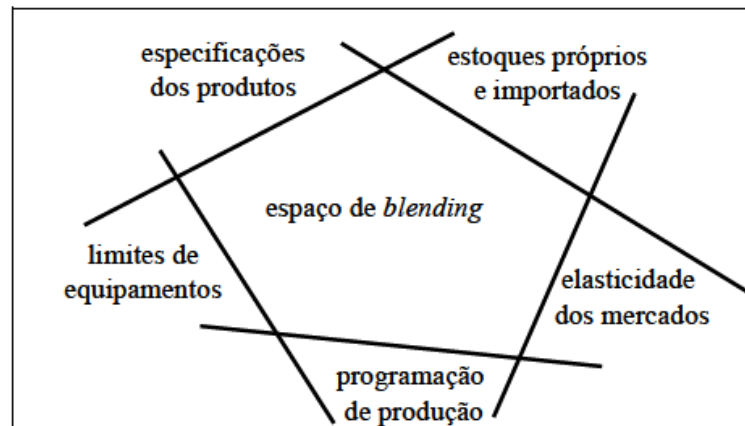 especificações
dos produtos
estoques próprios
e importados
espaço de blending
limites de
equipamentos
elasticidade
dos mercados
programação
de produção